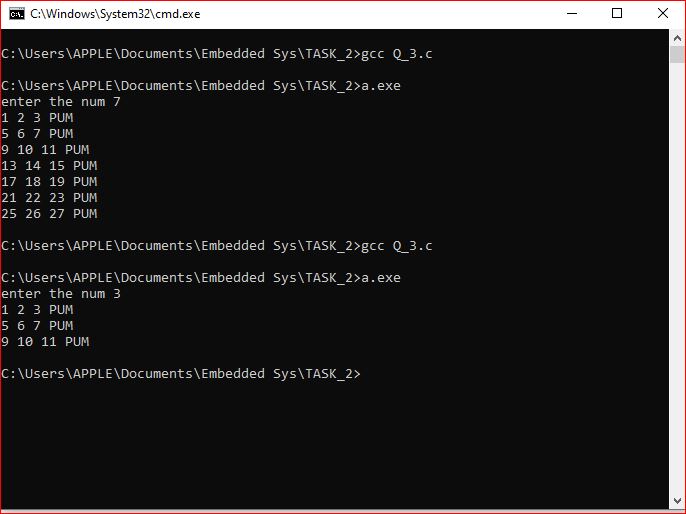 C:\Windows\System32\cmd.exe
C:\Users\APPLE\Documents\Embedded Sys\TASK_2>gcc Q_3.c
C:\Users\APPLE\Documents\Embedded Sys\TASK_2>a.exe
enter the num 7
1 2 3 PUM
5 6 7 PUM
9 10 11 PUM
13 14 15 PUM
17 18 19 PUM
21 22 23 PUM
25 26 27 PUM
C:\Users\APPLE\Documents\Embedded Sys\TASK_2>gcc Q_3.c
C:\Users\APPLE\Documents\Embedded Sys\TASK_2>a.exe
enter the num 3
1 2 3 PUM
5 6 7 PUM
9 10 11 PUM
C:\Users\APPLE\Documents\Embedded Sys\TASK_2>